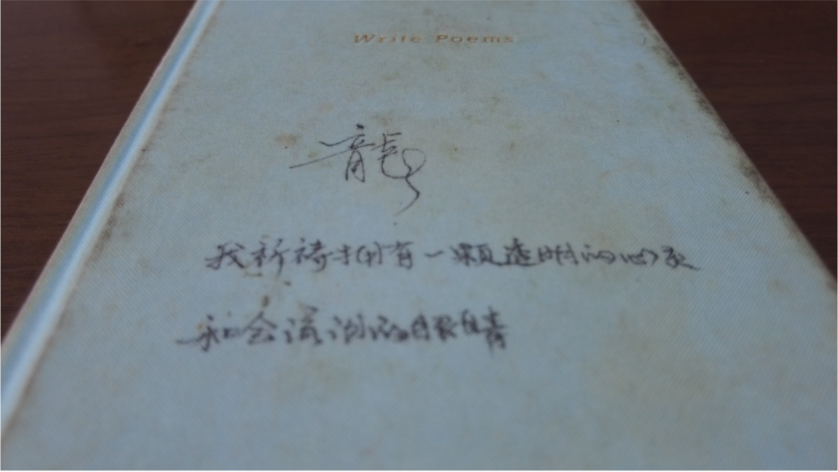 Write Poems
龍
我祈祷拥有一颗透明的心灵
和会流泪的眼睛